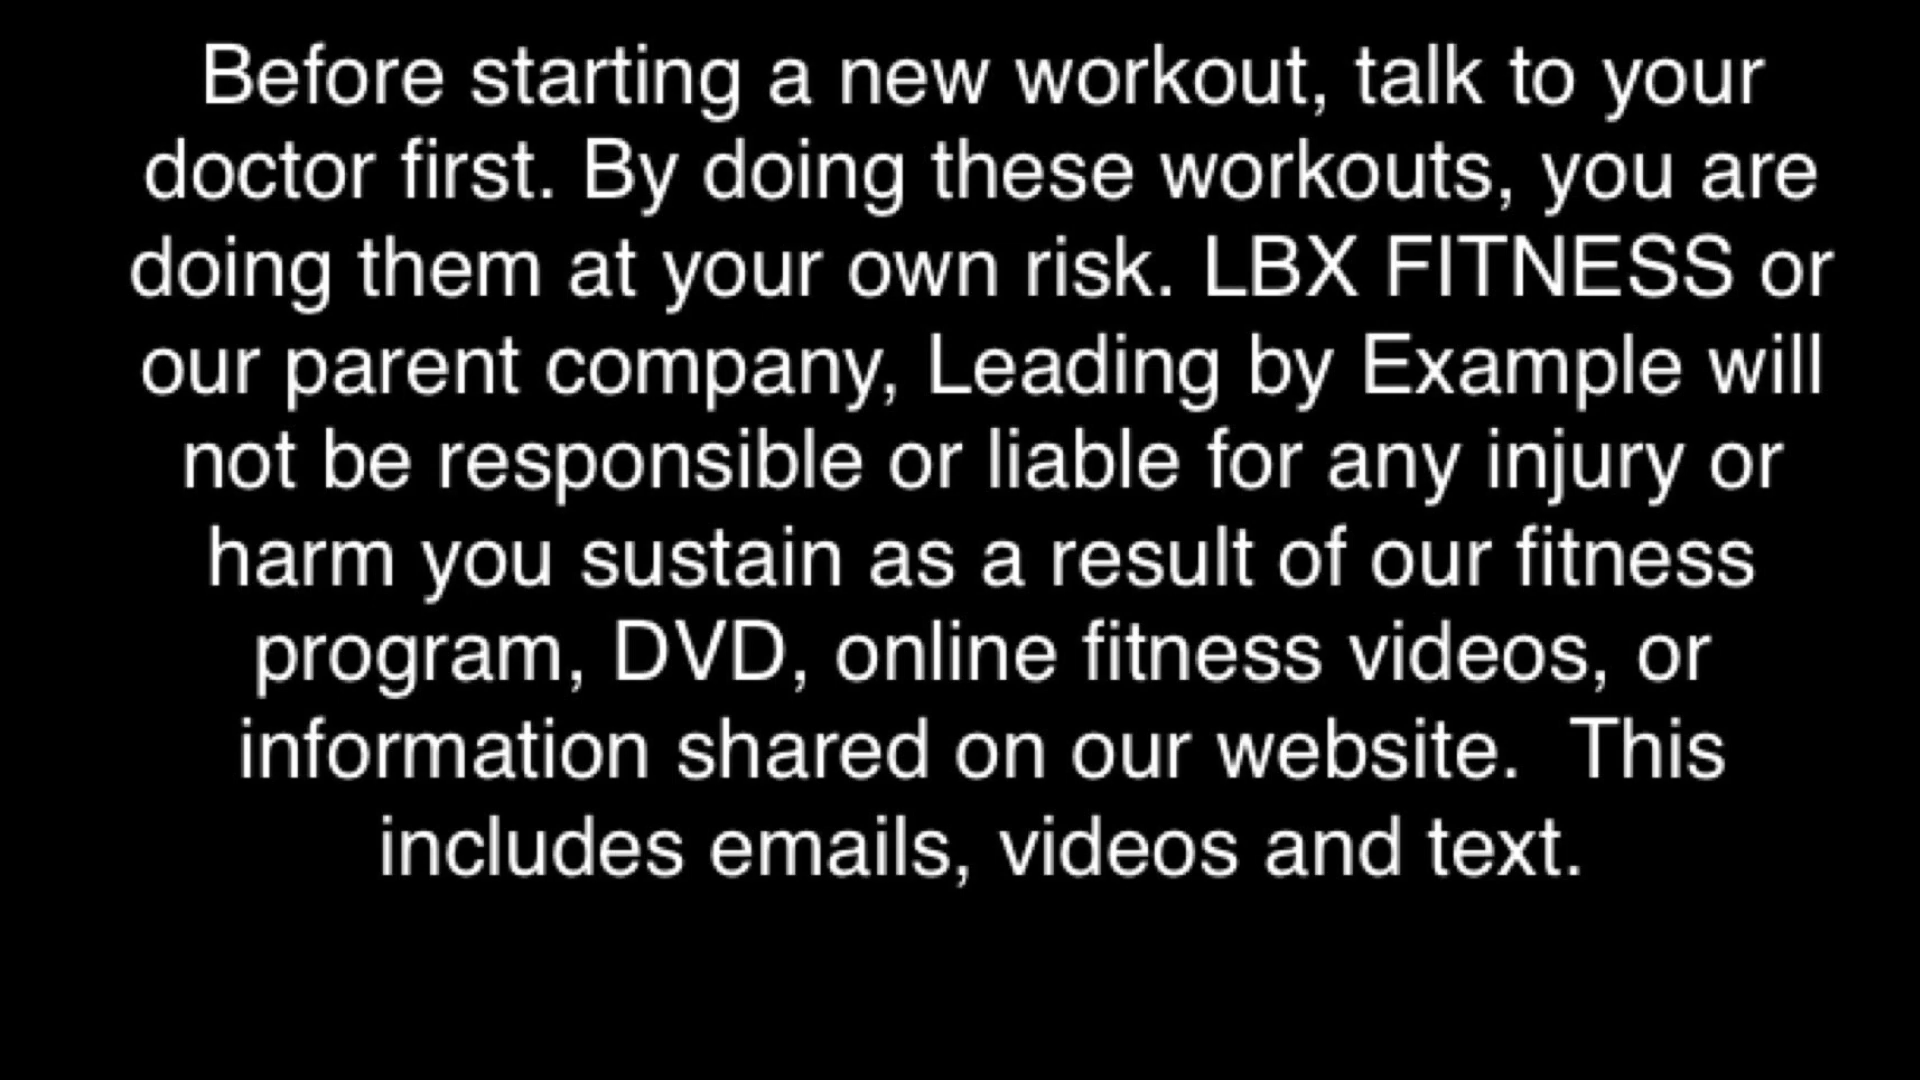 Before starting a new workout, talk to your
doctor first. By doing these workouts, you are
doing them at your own risk. LBX FITNESS or
our parent company, Leading by Example will
not be responsible or liable for any injury or
harm you sustain as a result of our fitness
program, DVD, online fitness videos, or
information shared on our website.  This
includes emails, videos and text.